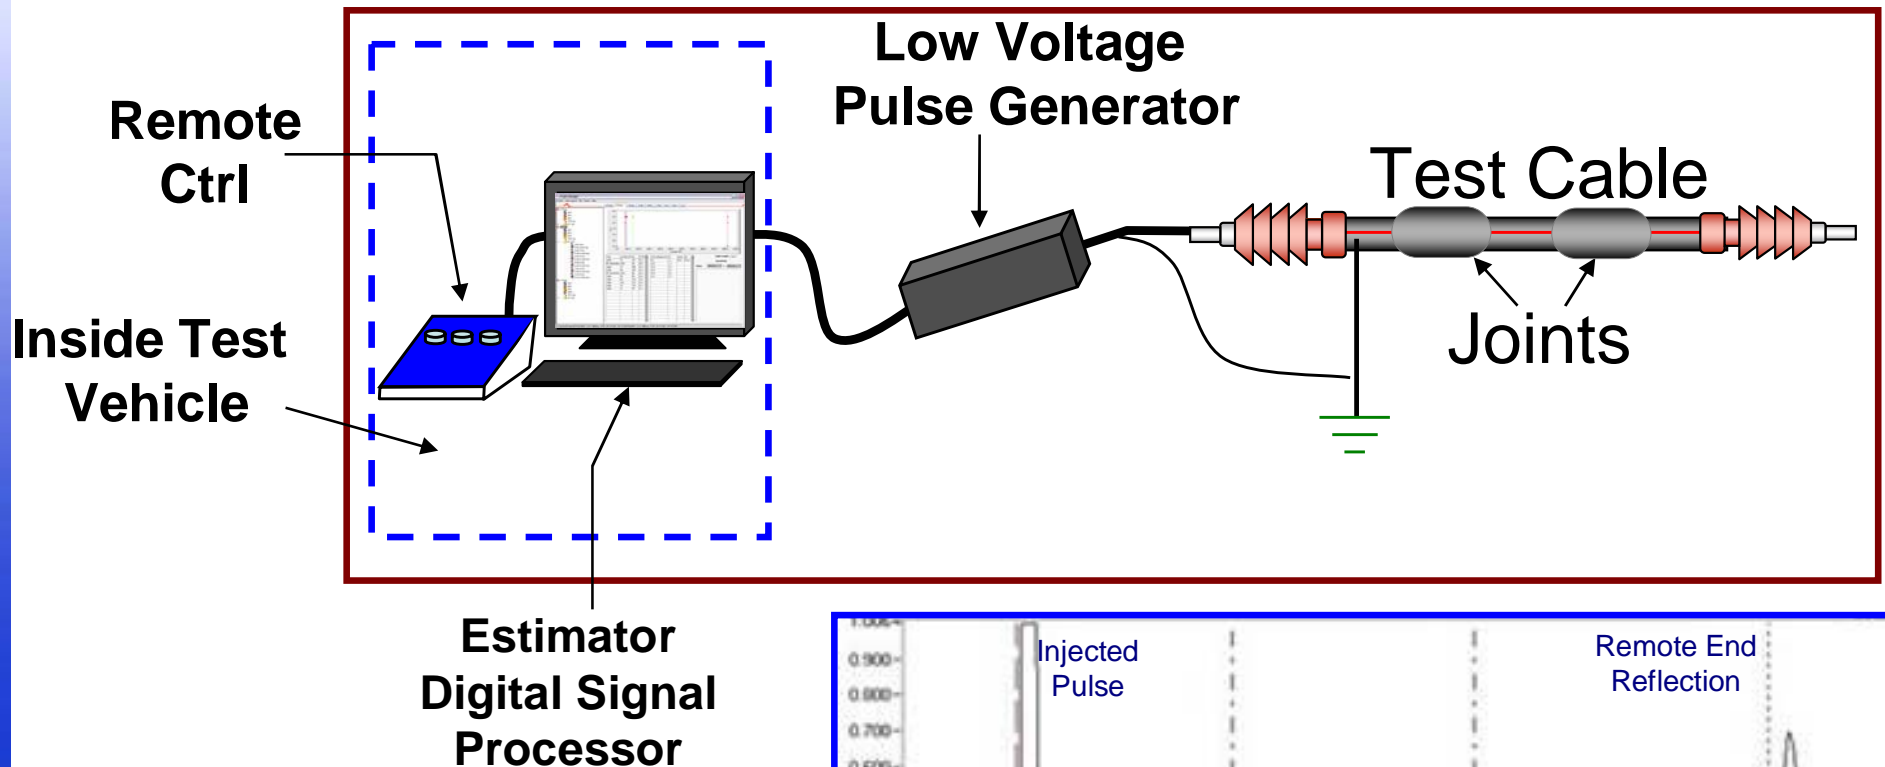 Low Voltage
Pulse Generator
Remote
Ctrl
Test Cable
Inside Test
Vehicle
Joints
Estimator
Digital Signal
Processor
Injected
Pulse
Remote End
Reflection
0.900
0.800
0.700